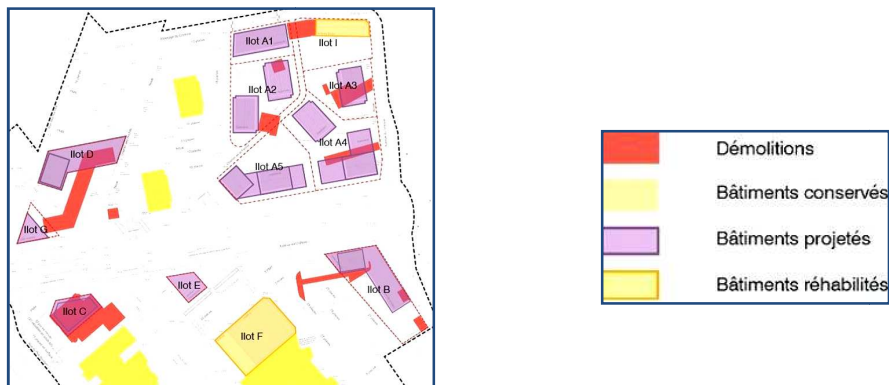 Ilot A1
Ilot I
Ilot A2
Ilot A3
Ilot A4
Ilot D
Ilot A5
Ilot G
Ilot E
Ilot B
Ilot C
Ilot F
Démolitions
Bâtiments conservés
Bâtiments projetés
Bâtiments réhabilités